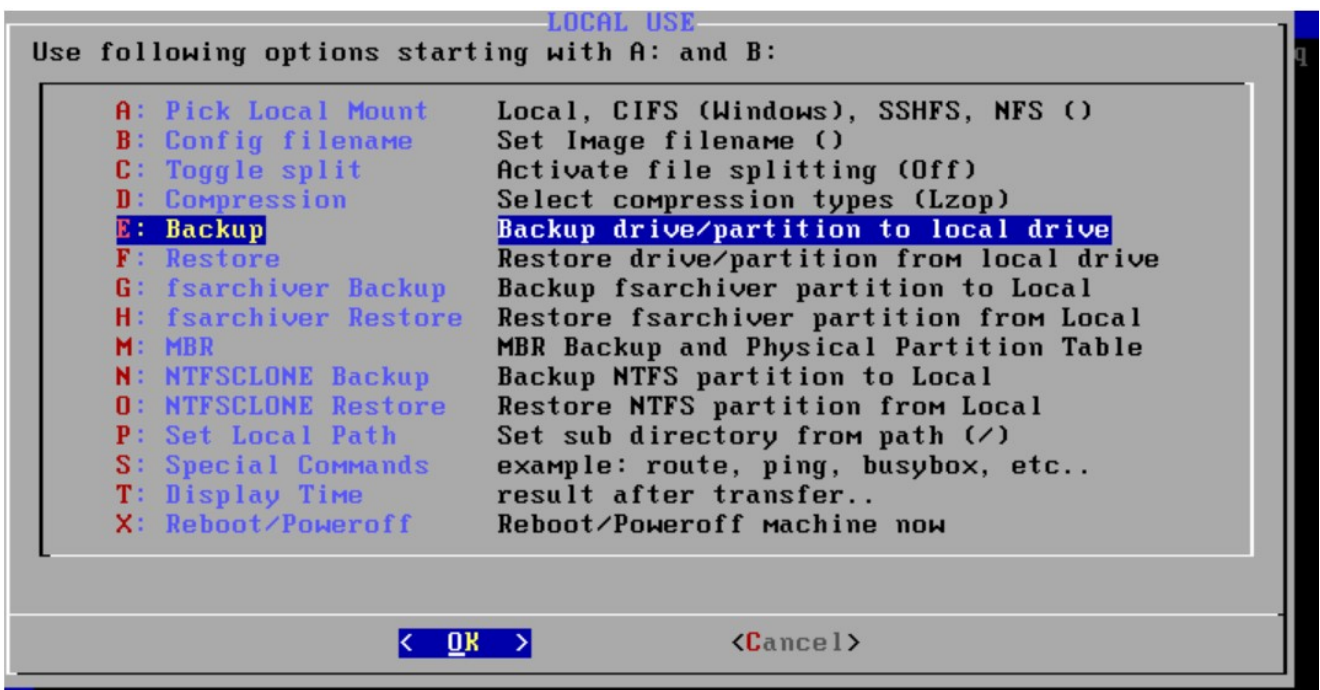 LOCAL USE
Use following options starting with A: and B:
A: Pick Local Mount Local, CIFS (Windows), SSHFS, NFS ()
B: Config filename Set Image filename ()
C: Toggle split Activate file splitting (Off)
D: Compression Select compression types (Lzop)
E: Backup Backup drive/partition to local drive
F: Restore Restore drive/partition from local drive
G: fsarchiver Backup Backup fsarchiver partition to Local
H: fsarchiver Restore Restore fsarchiver partition from Local
M: MBR MBR Backup and Physical Partition Table
N: NTFSCLONE Backup Backup NTFS partition to Local
O: NTFSCLONE Restore Restore NTFS partition from Local
P: Set Local Path Set sub directory from path (/)
S: Special Commands example: route, ping, busybox, etc..
T: Display Time result after transfer..
X: Reboot/Poweroff Reboot/Poweroff machine now
< OK > <Cancel>